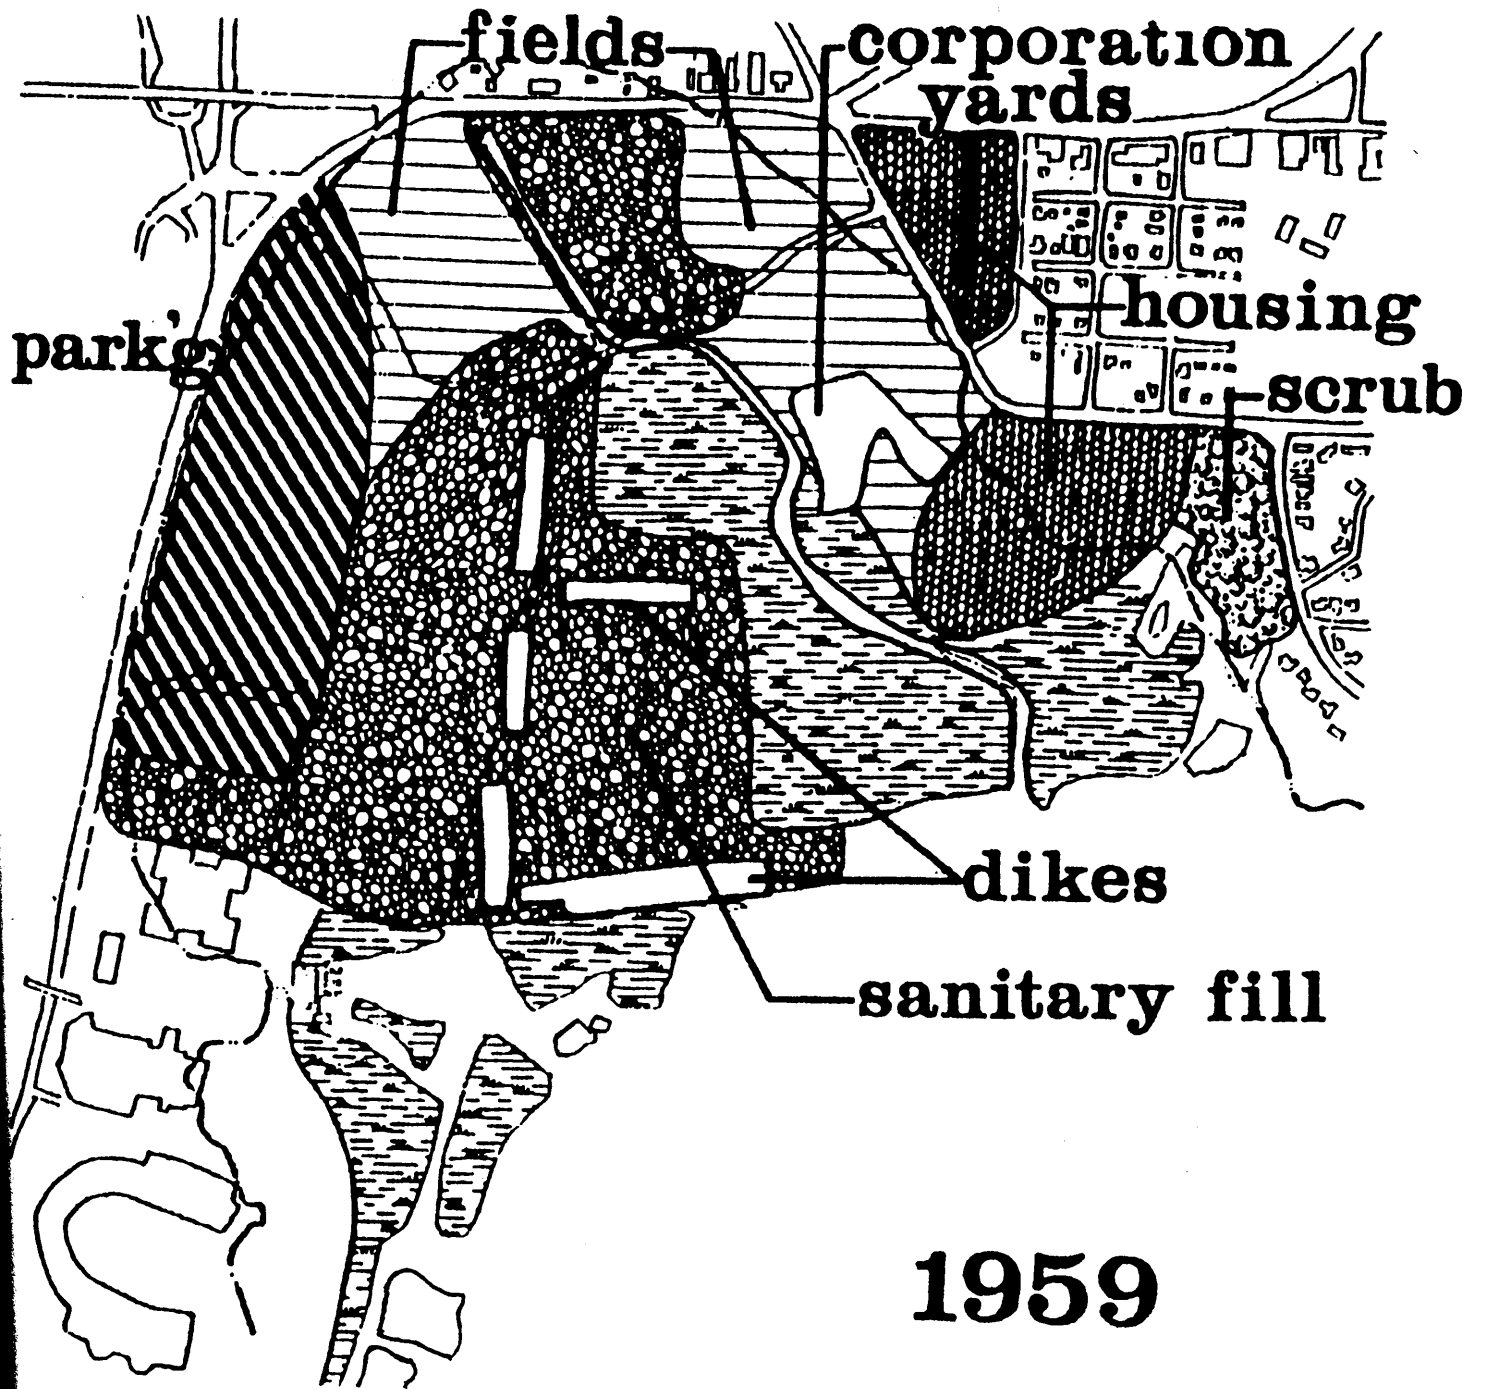 fields
corporation
yards
park'g
housing
scrub
dikes
sanitary fill
1959